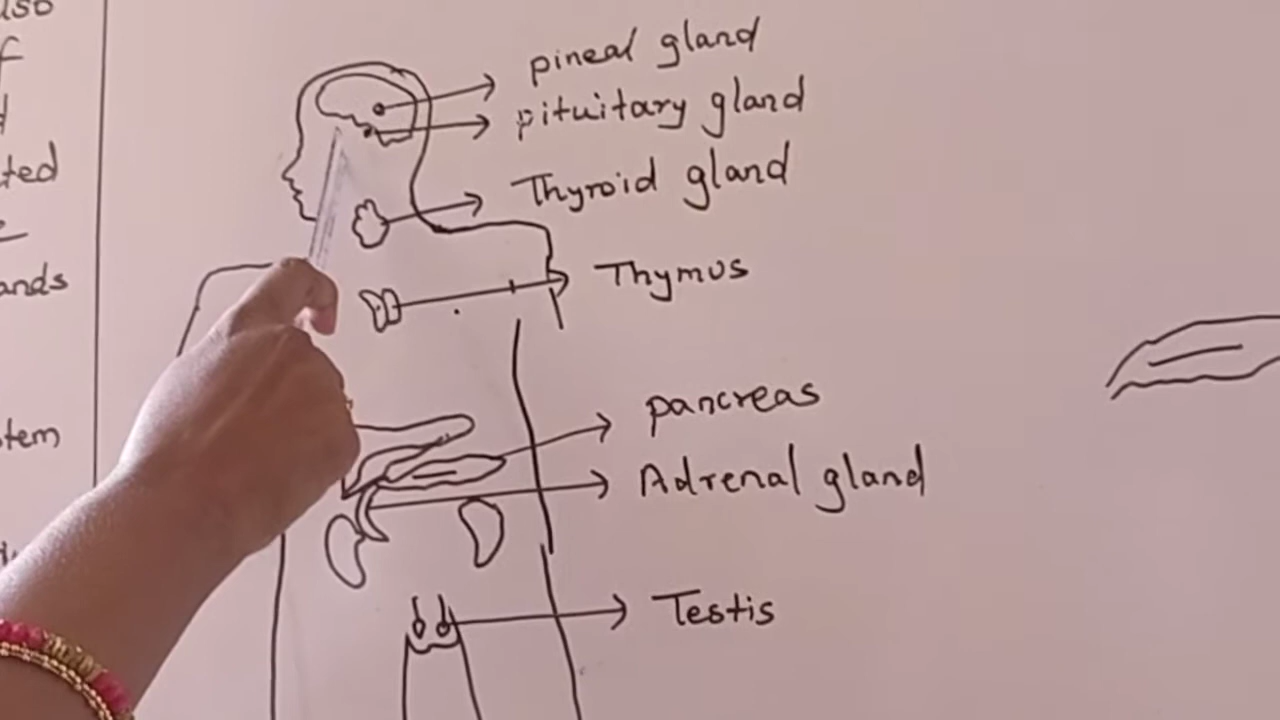 pineal gland
pituitary gland
Thyroid gland
Thymus
pancreas
Adrenal gland
Testis